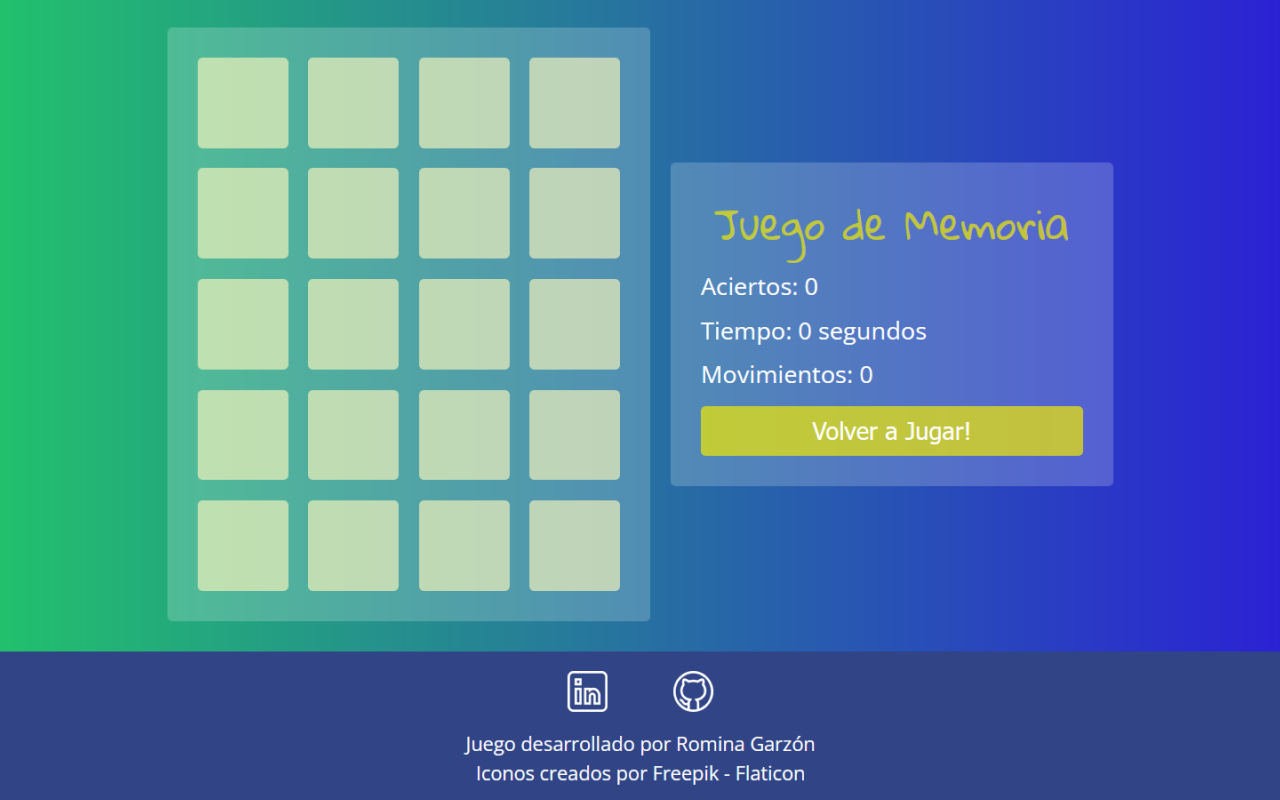 Juego de Memoria
Aciertos: 0
Tiempo: 0 segundos
Movimientos: 0
Volver a Jugar!
in
Juego desarrollado por Romina Garzón
Iconos creados por Freepik - Flaticon